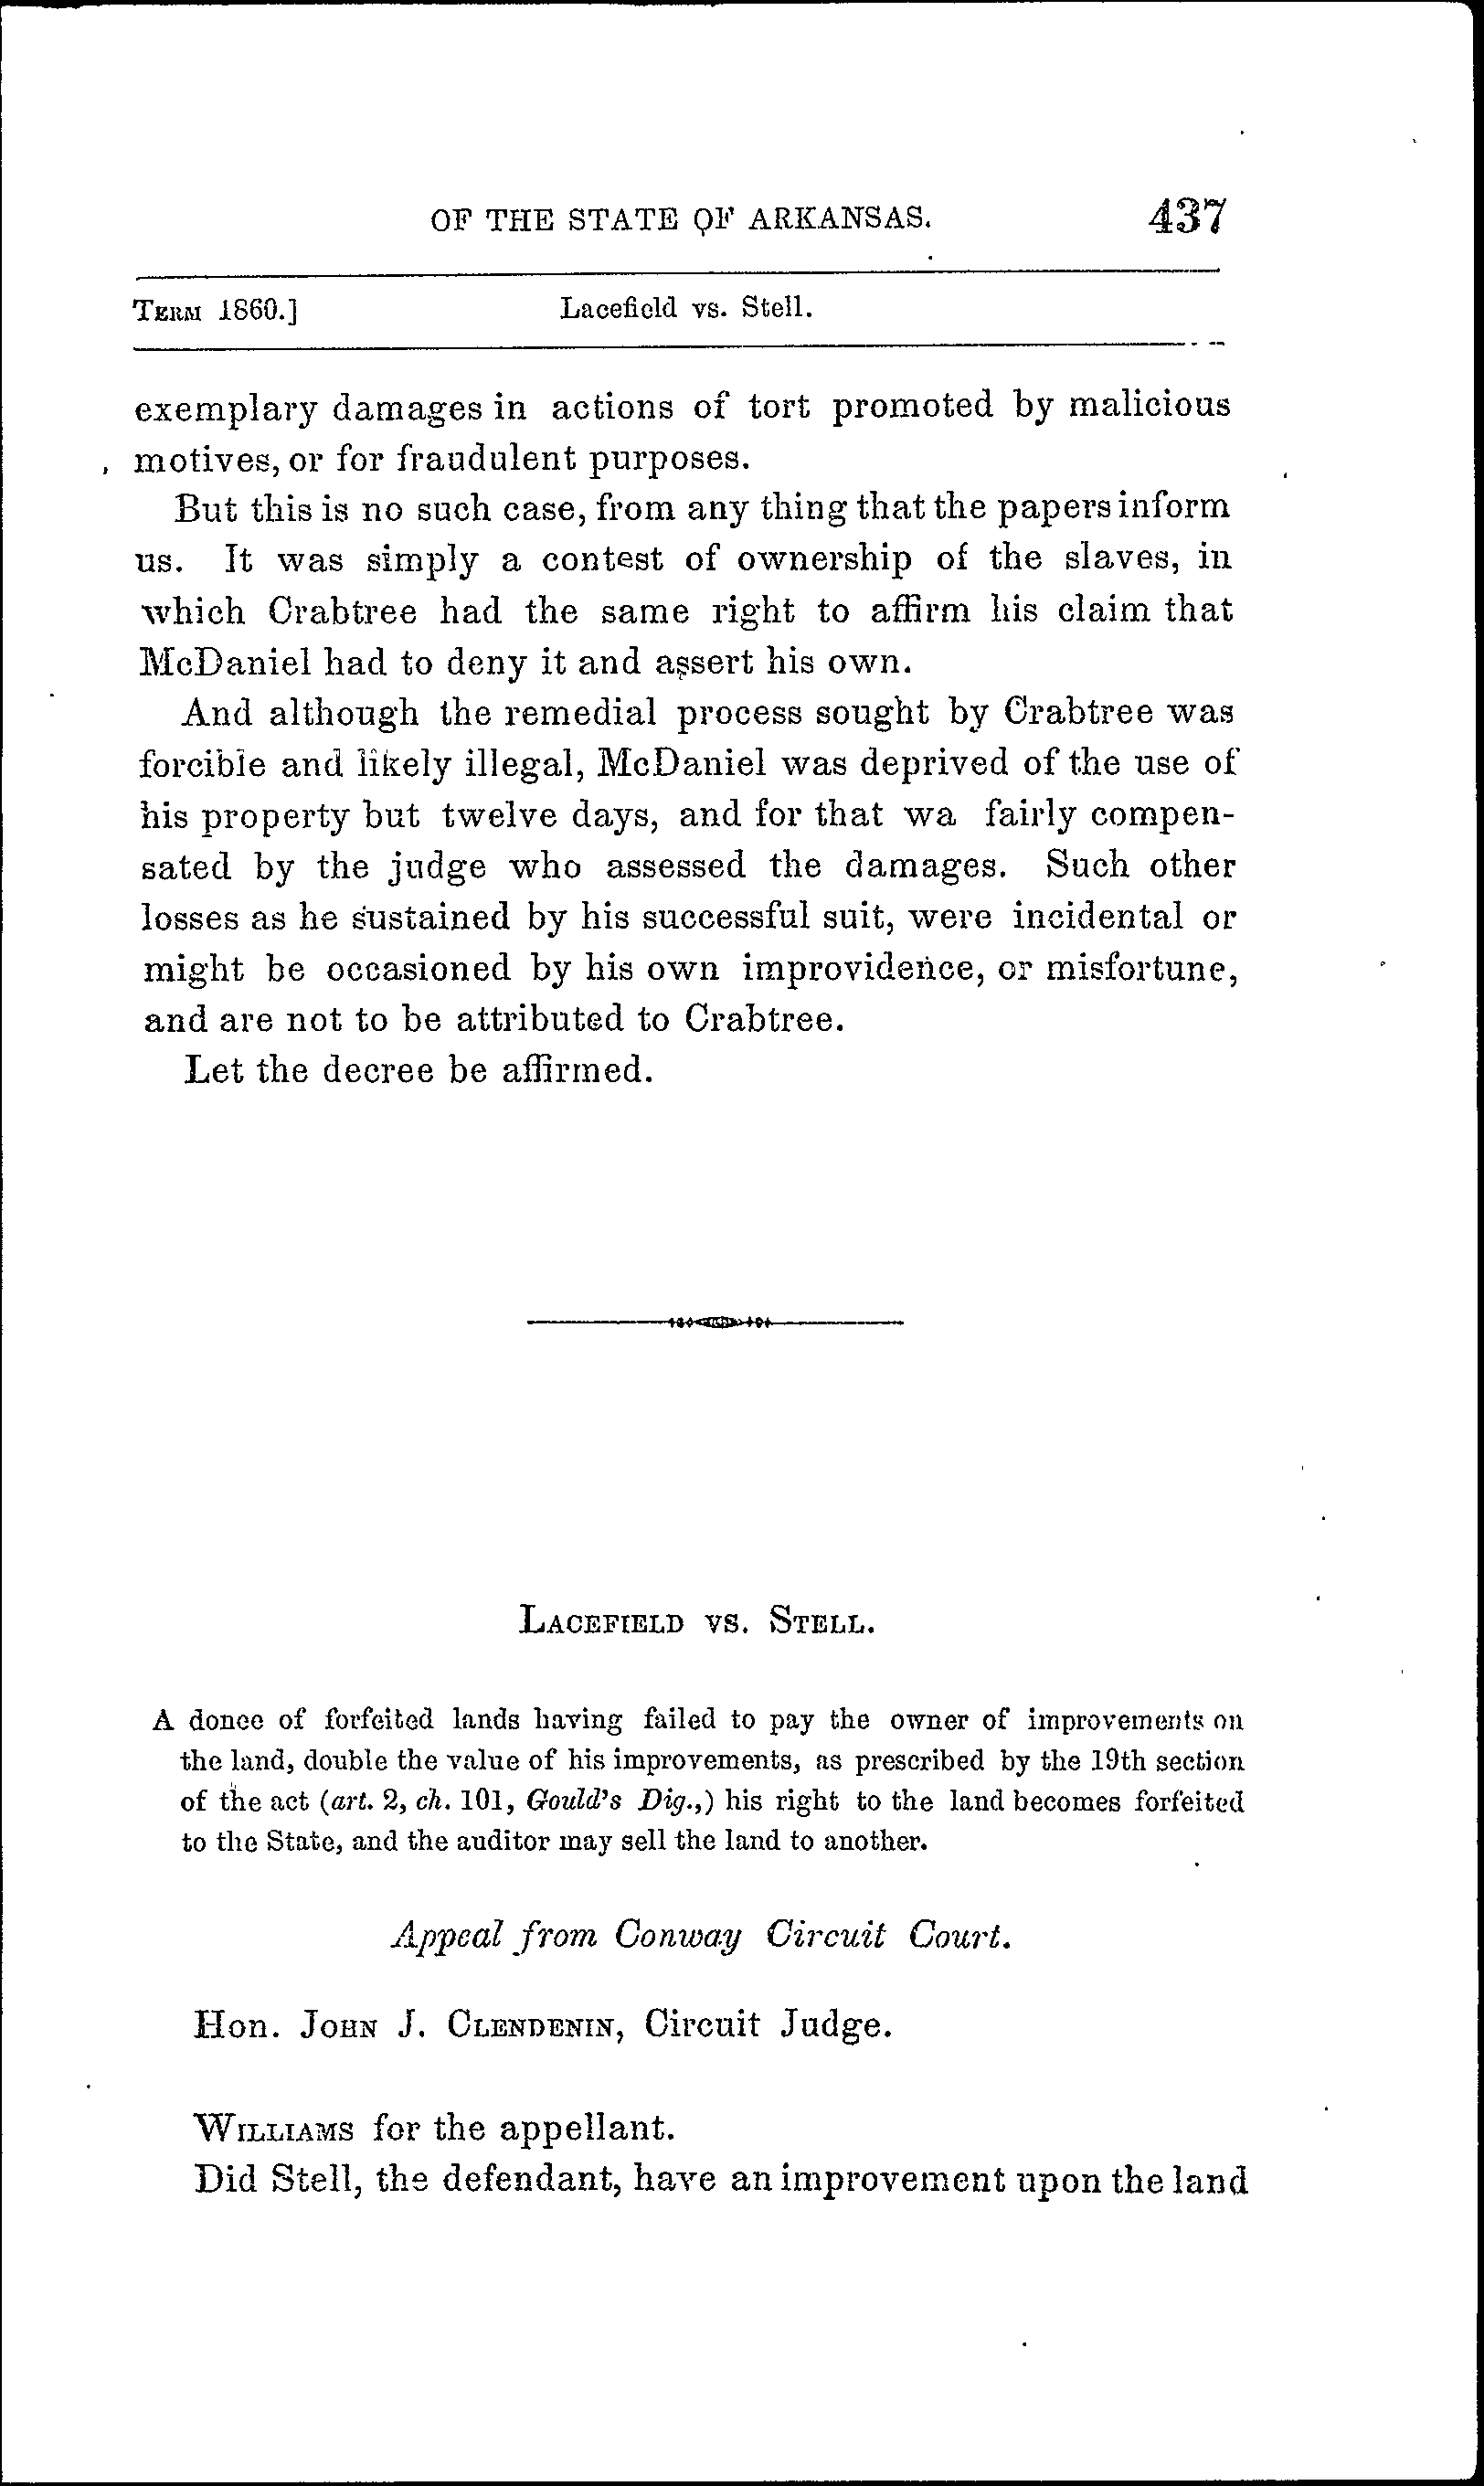 OF THE STATE OF ARKANSAS. 437
TERM 1860.] Lacefield vs. Stell.
exemplary damages in actions of tort promoted by malicious
motives, or for fraudulent purposes.
But this is no such case, from any thing that the papers inform
us. It was simply a contest of ownership of the slaves, in
which Crabtree had the same right to affirm his claim that
McDaniel had to deny it and assert his own.
And although the remedial process sought by Crabtree was
forcible and likely illegal, McDaniel was deprived of the use of
his property but twelve days, and for that wa fairly compen-
sated by the judge who assessed the damages. Such other
losses as he sustained by his successful suit, were incidental or
might be occasioned by his own improvidence, or misfortune,
and are not to be attributed to Crabtree.
Let the decree be affirmed.
LACEFIELD VS. STELL.
A donee of forfeited lands having failed to pay the owner of improvements on
the land, double the value of his improvements, as prescribed by the 19th section
of the act (art. 2, ch. 101, Gould's Dig.,) his right to the land becomes forfeited
to the State, and the auditor may sell the land to another.
Appeal from Conway Circuit Court.
Hon. JOHN J. CLENDENIN, Circuit Judge.
WILLIAMS for the appellant.
Did Stell, the defendant, have an improvement upon the land